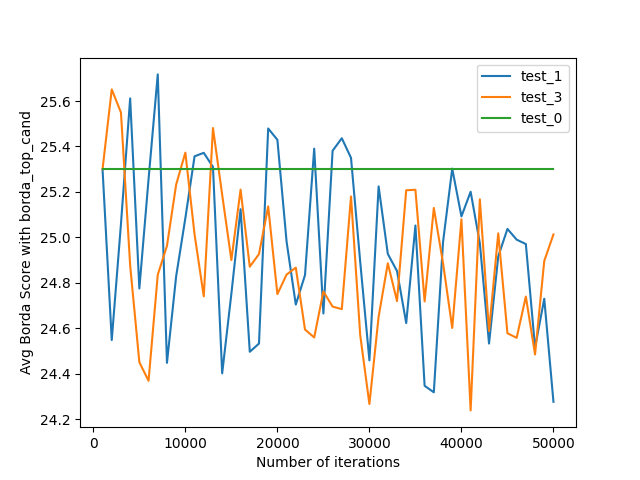 test_1
test_3
test_0
25.6
25.4
25.2
25.0
24.8
24.6
24.4
24.2
Avg Borda Score with borda_top_cand
0
10000
20000
30000
40000
50000
Number of iterations